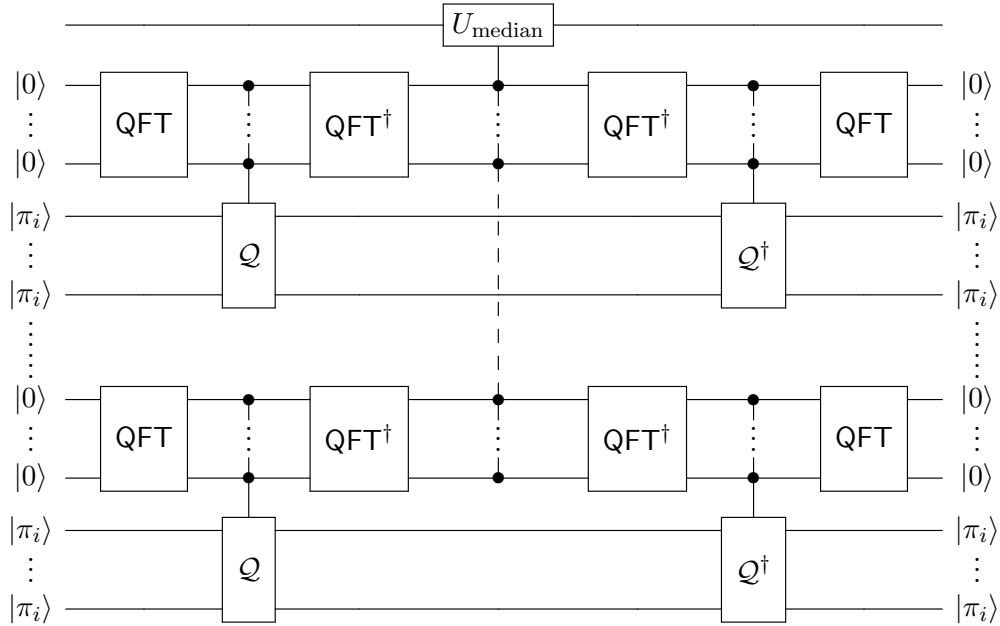 U_median
|0⟩ |0⟩
⋮ QFT ⋮ QFT† ⋮ QFT† ⋮ QFT ⋮
|0⟩ |0⟩
|π_i⟩ |π_i⟩
⋮ 𝒬 𝒬† ⋮
|π_i⟩ |π_i⟩
⋮ ⋮
|0⟩ |0⟩
⋮ QFT ⋮ QFT† ⋮ QFT† ⋮ QFT ⋮
|0⟩ |0⟩
|π_i⟩ |π_i⟩
⋮ 𝒬 𝒬† ⋮
|π_i⟩ |π_i⟩